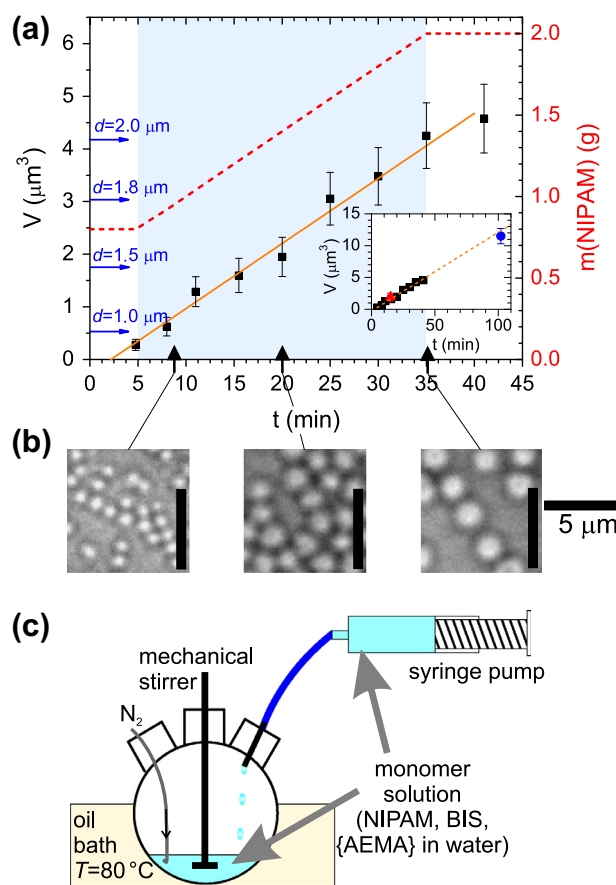 (a)
6
5
4
3
2
1
0
V (μm³)
d=2.0 μm
d=1.8 μm
d=1.5 μm
d=1.0 μm
2.0
1.5
1.0
0.5
0.0
m(NIPAM) (g)
15
10
5
0
V (μm³)
0 50 100
t (min)
0 5 10 15 20 25 30 35 40 45
t (min)
(b)
5 μm
(c)
mechanical
stirrer
N₂
syringe pump
monomer
solution
(NIPAM, BIS,
{AEMA} in water)
oil
bath
T=80 °C